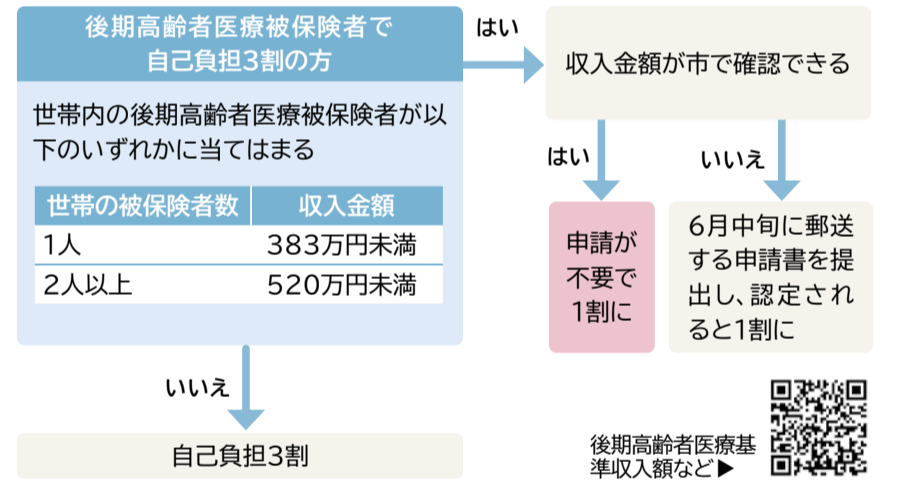 後期高齢者医療被保険者で
自己負担3割の方
世帯内の後期高齢者医療被保険者が以
下のいずれかに当てはまる
世帯の被保険者数 収入金額
1人 383万円未満
2人以上 520万円未満
はい
収入金額が市で確認できる
はい
いいえ
申請が
不要で
1割に
6月中旬に郵送
する申請書を提
出し、認定され
ると1割に
いいえ
自己負担3割
後期高齢者医療基
準収入額など▶